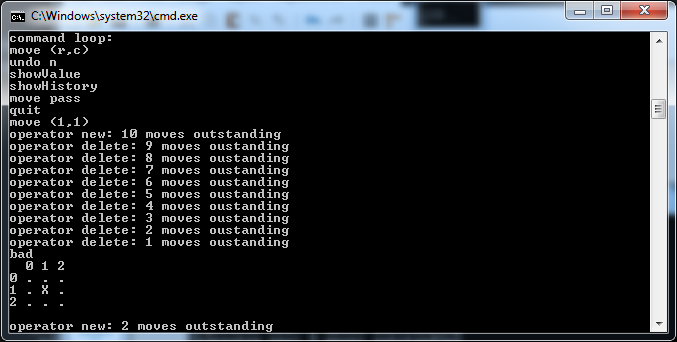 C:\Windows\system32\cmd.exe
command loop:
move (r,c)
undo n
showValue
showHistory
move pass
quit
move (1,1)
operator new: 10 moves outstanding
operator delete: 9 moves oustanding
operator delete: 8 moves oustanding
operator delete: 7 moves oustanding
operator delete: 6 moves oustanding
operator delete: 5 moves oustanding
operator delete: 4 moves oustanding
operator delete: 3 moves oustanding
operator delete: 2 moves oustanding
operator delete: 1 moves oustanding
bad
  0 1 2
0 . . .
1 . X .
2 . . .
operator new: 2 moves outstanding